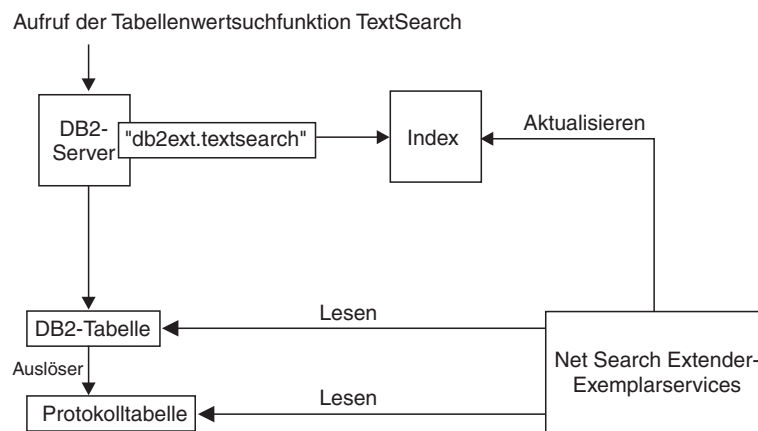 Aufruf der Tabellenwertsuchfunktion TextSearch
DB2-
Server
"db2ext.textsearch"
Index
Aktualisieren
DB2-Tabelle
Lesen
Auslöser
Net Search Extender-
Exemplarservices
Protokolltabelle
Lesen